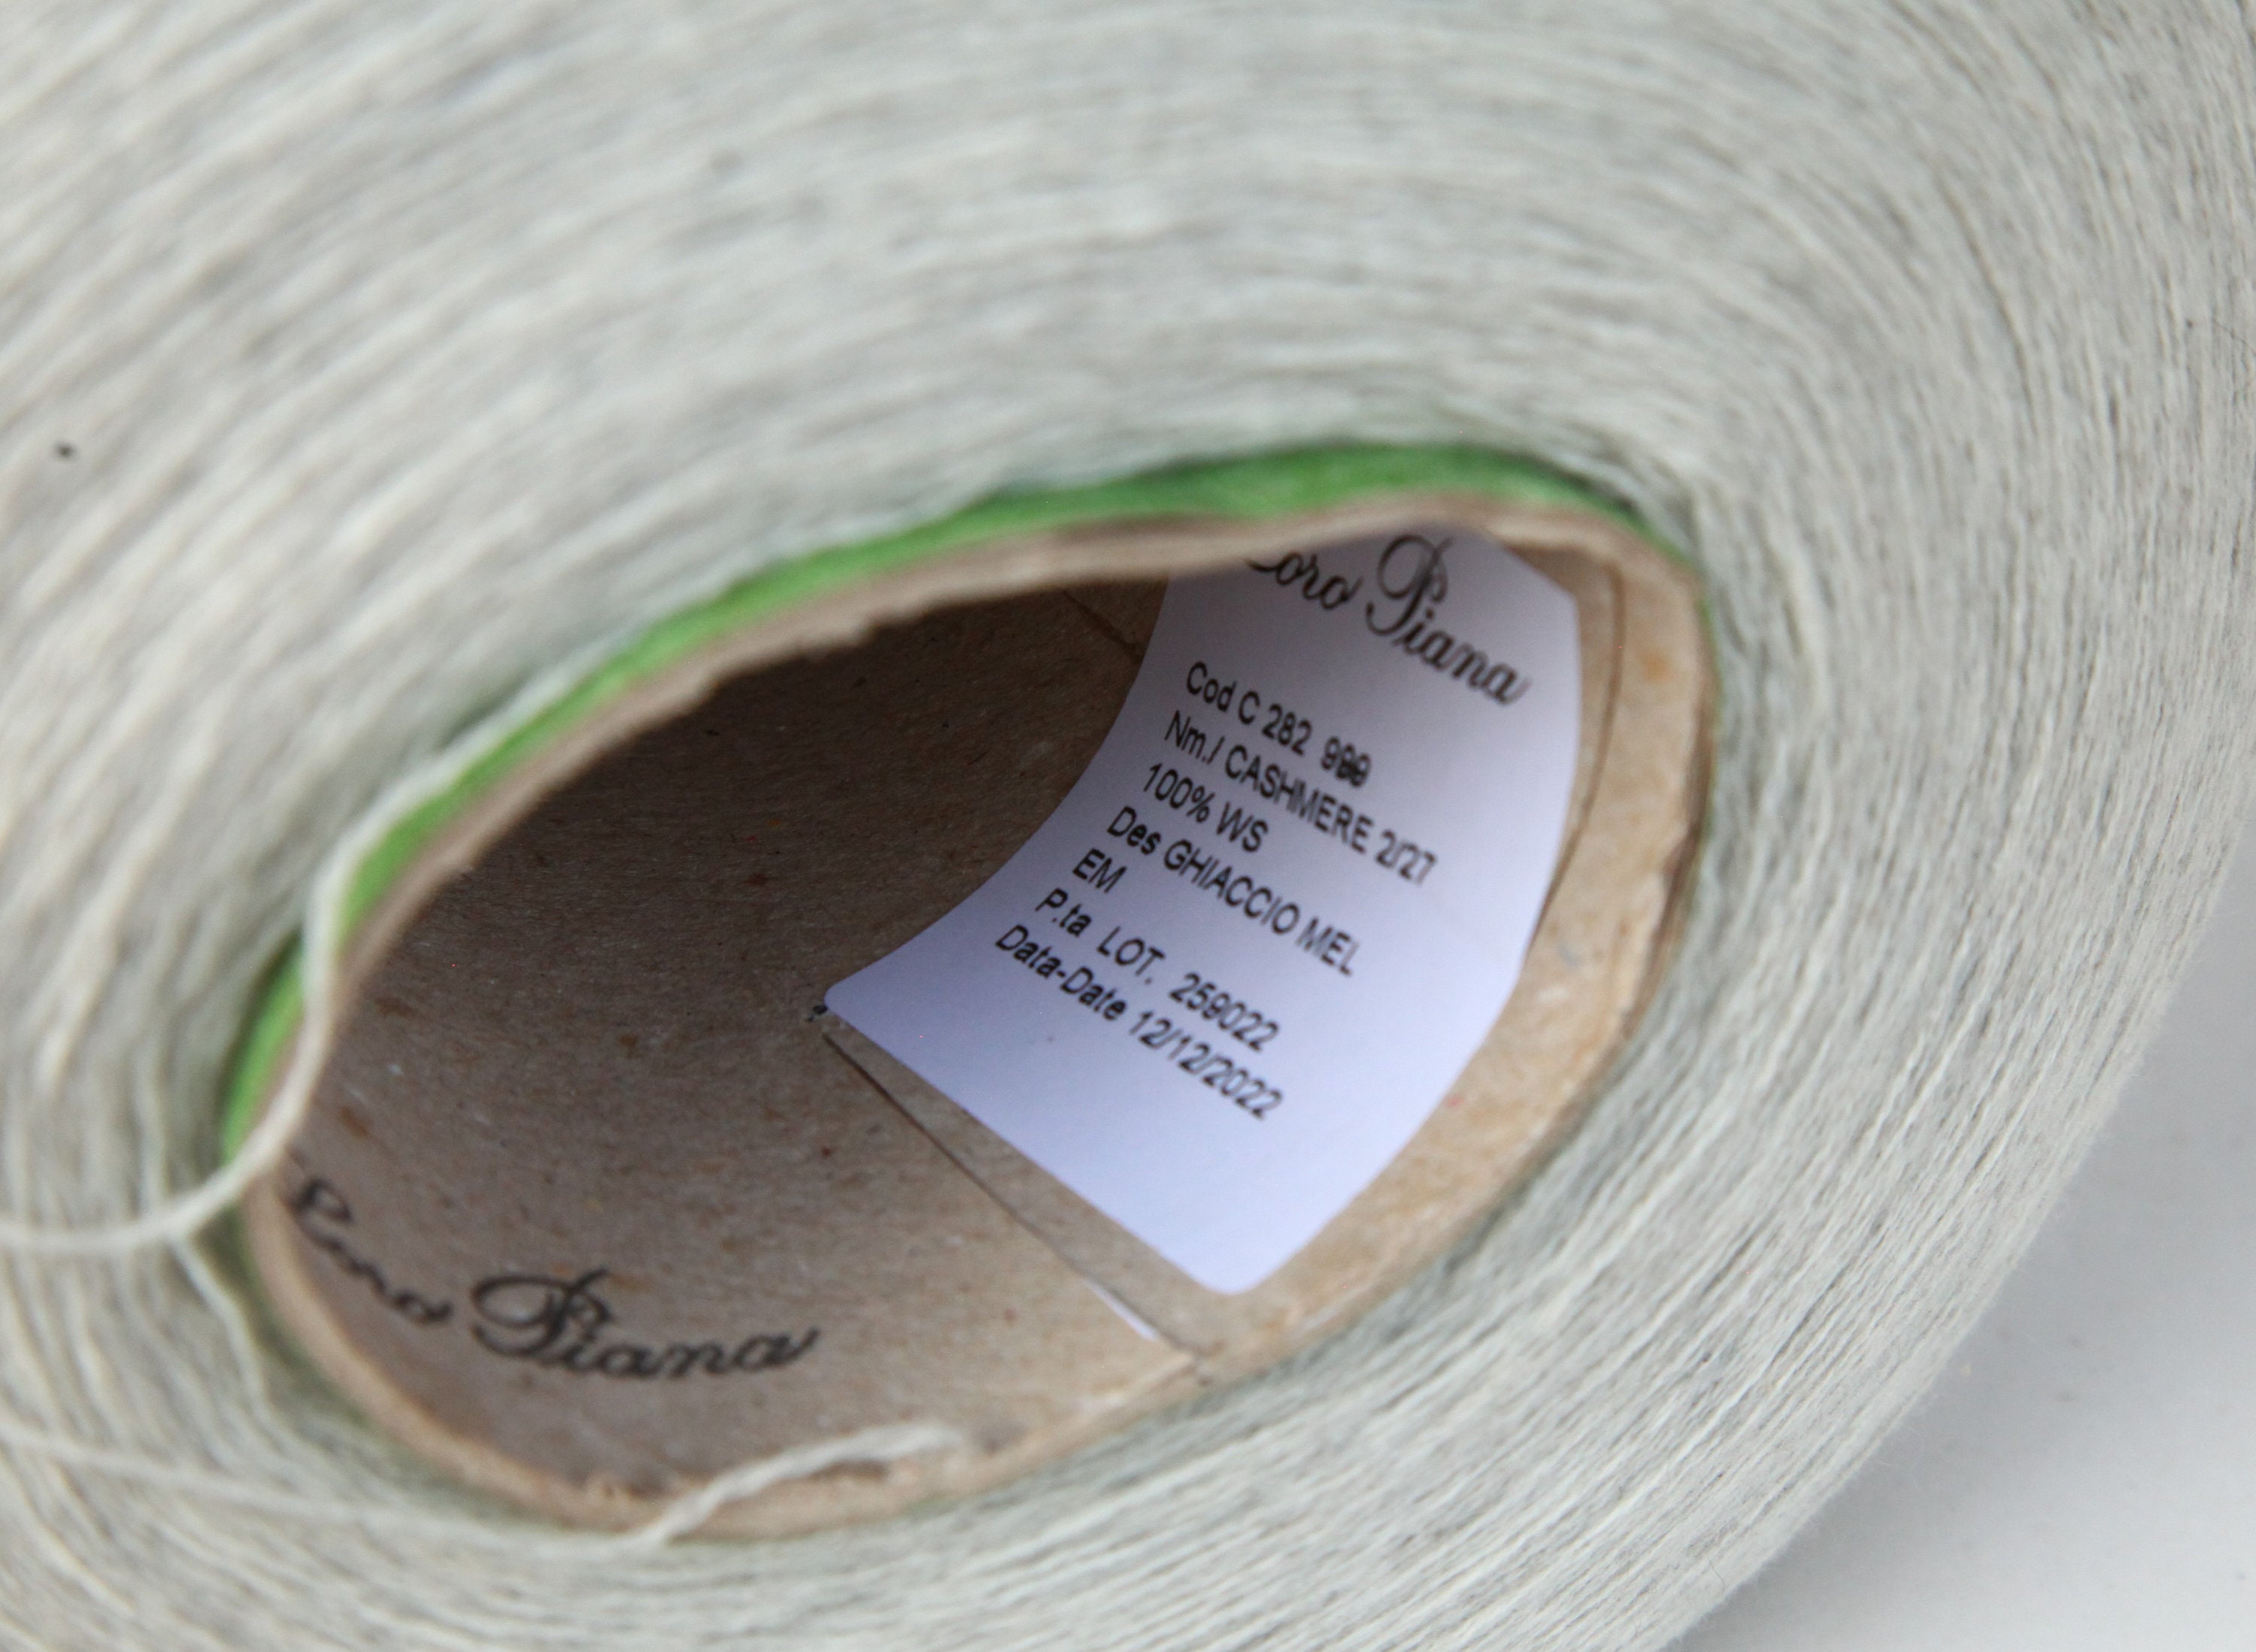 Loro Piana
Cod C 282 999
Nm./ CASHMERE 2/27
100% WS
Des GHIACCIO MEL
EM
P.ta LOT. 259022
Data-Date 12/12/2022
Loro Piana